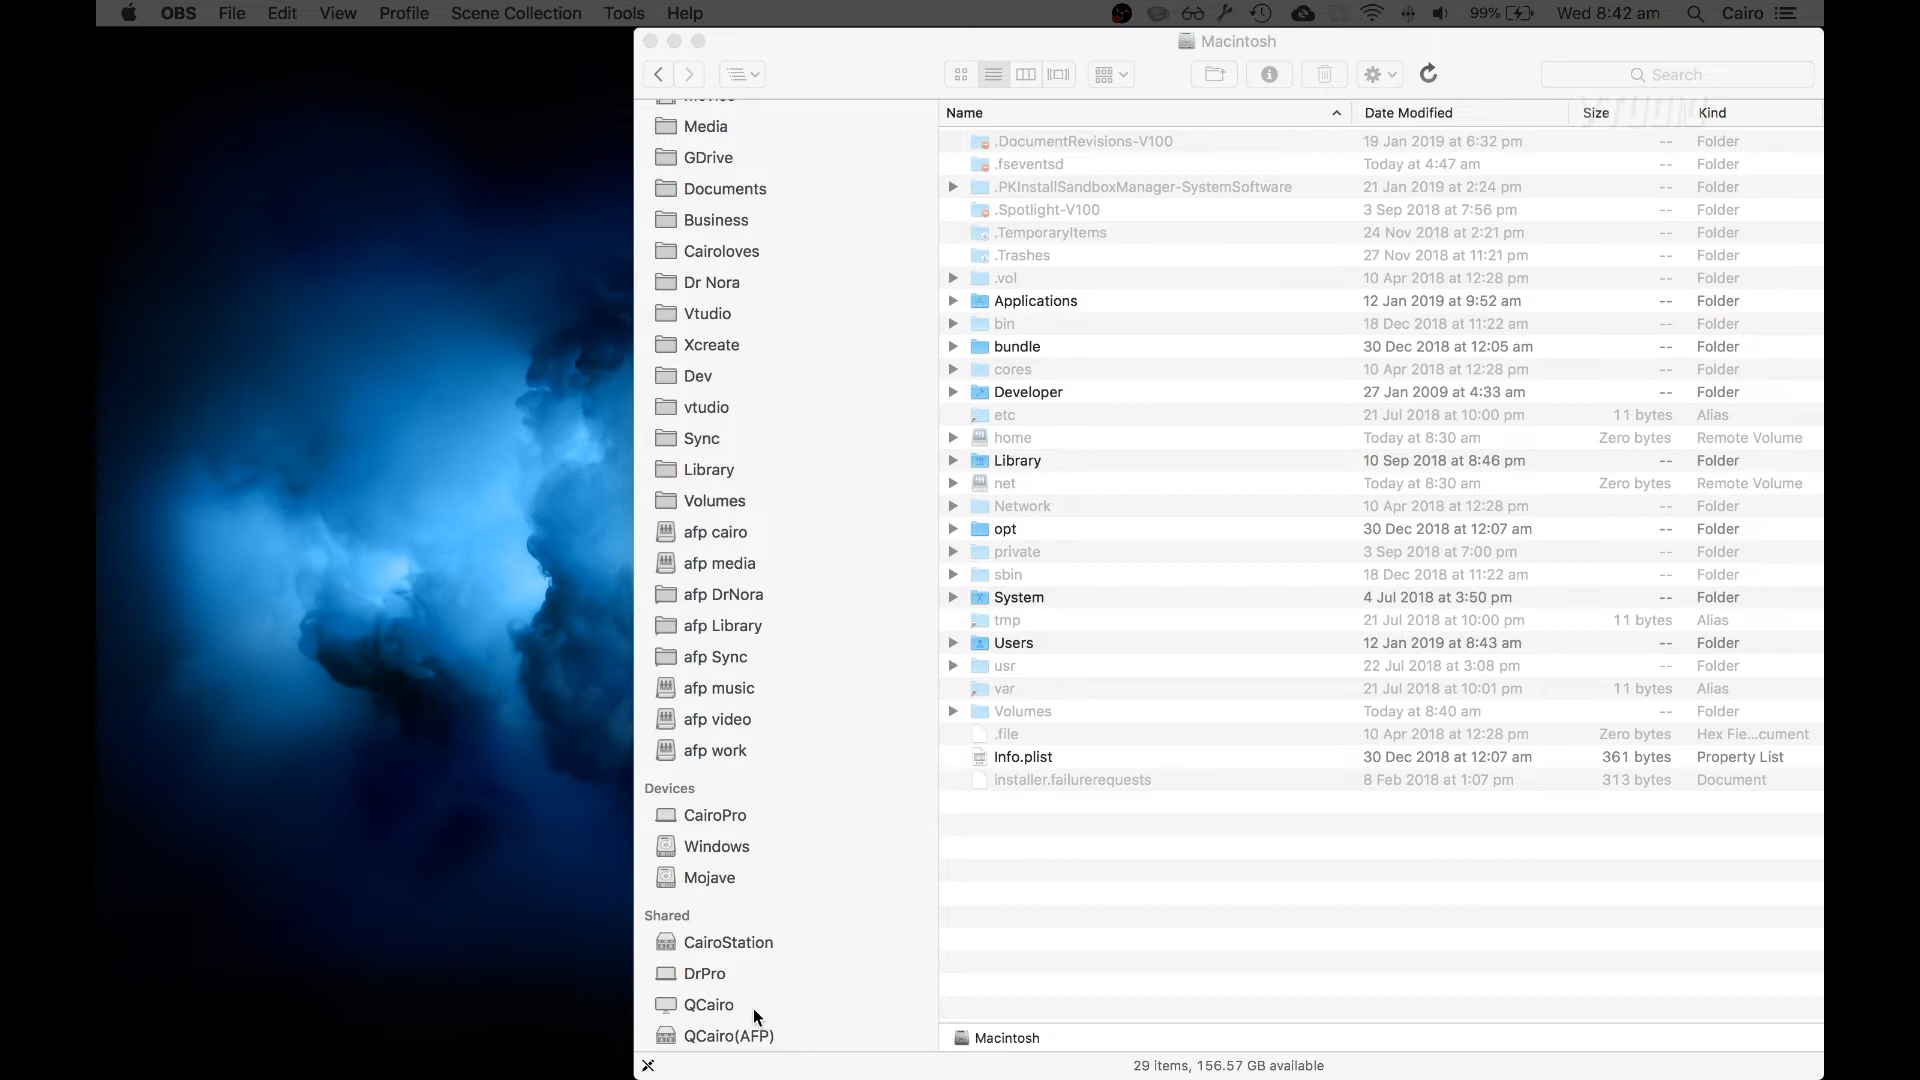 OBS File Edit View Profile Scene Collection Tools Help 99% Wed 8:42 am Cairo
Macintosh
Search
Media
GDrive
Documents
Business
Cairoloves
Dr Nora
Vtudio
Xcreate
Dev
vtudio
Sync
Library
Volumes
afp cairo
afp media
afp DrNora
afp Library
afp Sync
afp music
afp video
afp work
Devices
CairoPro
Windows
Mojave
Shared
CairoStation
DrPro
QCairo
QCairo(AFP)
Name Date Modified Size Kind
.DocumentRevisions-V100 19 Jan 2019 at 6:32 pm -- Folder
.fseventsd Today at 4:47 am -- Folder
.PKInstallSandboxManager-SystemSoftware 21 Jan 2019 at 2:24 pm -- Folder
.Spotlight-V100 3 Sep 2018 at 7:56 pm -- Folder
.TemporaryItems 24 Nov 2018 at 2:21 pm -- Folder
.Trashes 27 Nov 2018 at 11:21 pm -- Folder
.vol 10 Apr 2018 at 12:28 pm -- Folder
Applications 12 Jan 2019 at 9:52 am -- Folder
bin 18 Dec 2018 at 11:22 am -- Folder
bundle 30 Dec 2018 at 12:05 am -- Folder
cores 10 Apr 2018 at 12:28 pm -- Folder
Developer 27 Jan 2009 at 4:33 am -- Folder
etc 21 Jul 2018 at 10:00 pm 11 bytes Alias
home Today at 8:30 am Zero bytes Remote Volume
Library 10 Sep 2018 at 8:46 pm -- Folder
net Today at 8:30 am Zero bytes Remote Volume
Network 10 Apr 2018 at 12:28 pm -- Folder
opt 30 Dec 2018 at 12:07 am -- Folder
private 3 Sep 2018 at 7:00 pm -- Folder
sbin 18 Dec 2018 at 11:22 am -- Folder
System 4 Jul 2018 at 3:50 pm -- Folder
tmp 21 Jul 2018 at 10:00 pm 11 bytes Alias
Users 12 Jan 2019 at 8:43 am -- Folder
usr 22 Jul 2018 at 3:08 pm -- Folder
var 21 Jul 2018 at 10:01 pm 11 bytes Alias
Volumes Today at 8:40 am -- Folder
.file 10 Apr 2018 at 12:28 pm Zero bytes Hex Fie...cument
Info.plist 30 Dec 2018 at 12:07 am 361 bytes Property List
installer.failurerequests 8 Feb 2018 at 1:07 pm 313 bytes Document
Macintosh
29 items, 156.57 GB available